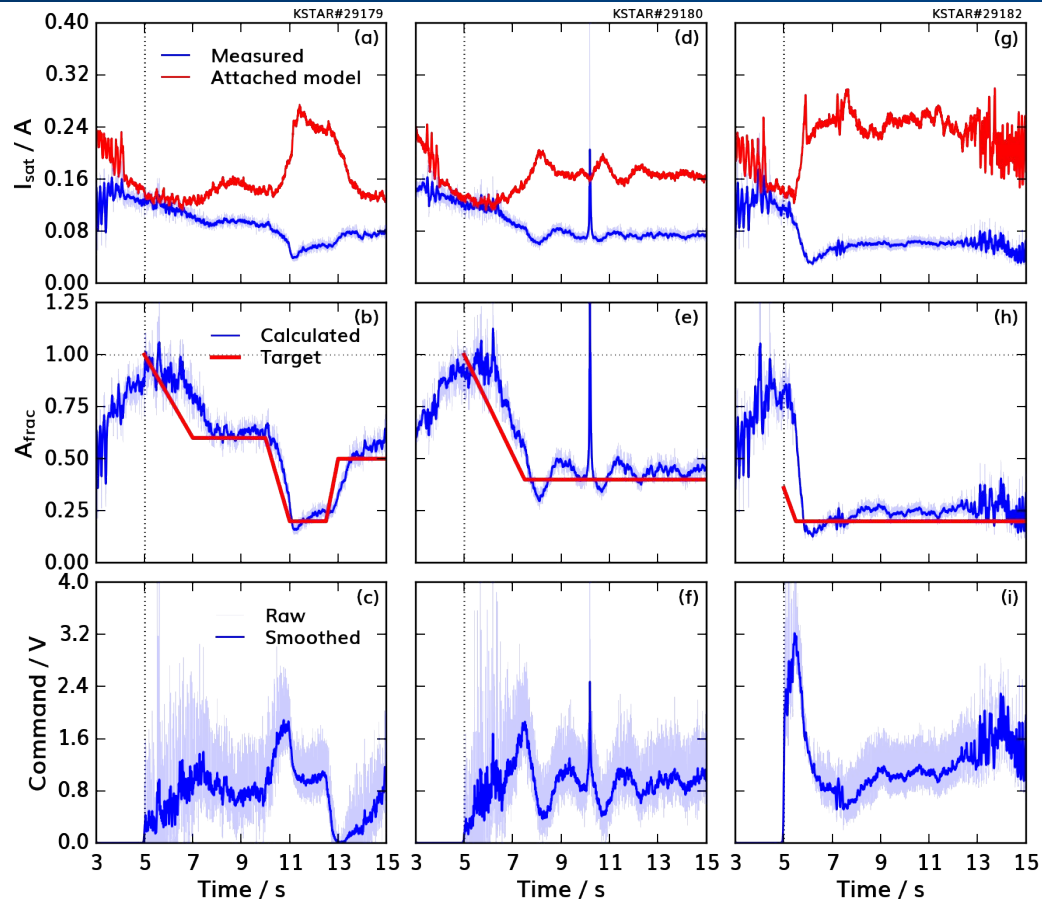 KSTAR#29179
KSTAR#29180
KSTAR#29182
0.40
0.32
0.24
0.16
0.08
0.00
I_sat / A
(a)
Measured
Attached model
(d)
(g)
1.25
1.00
0.75
0.50
0.25
0.00
A_frac
(b)
Calculated
Target
(e)
(h)
4.0
3.2
2.4
1.6
0.8
0.0
Command / V
(c)
Raw
Smoothed
(f)
(i)
3 5 7 9 11 13 15
3 5 7 9 11 13 15
3 5 7 9 11 13 15
Time / s
Time / s
Time / s